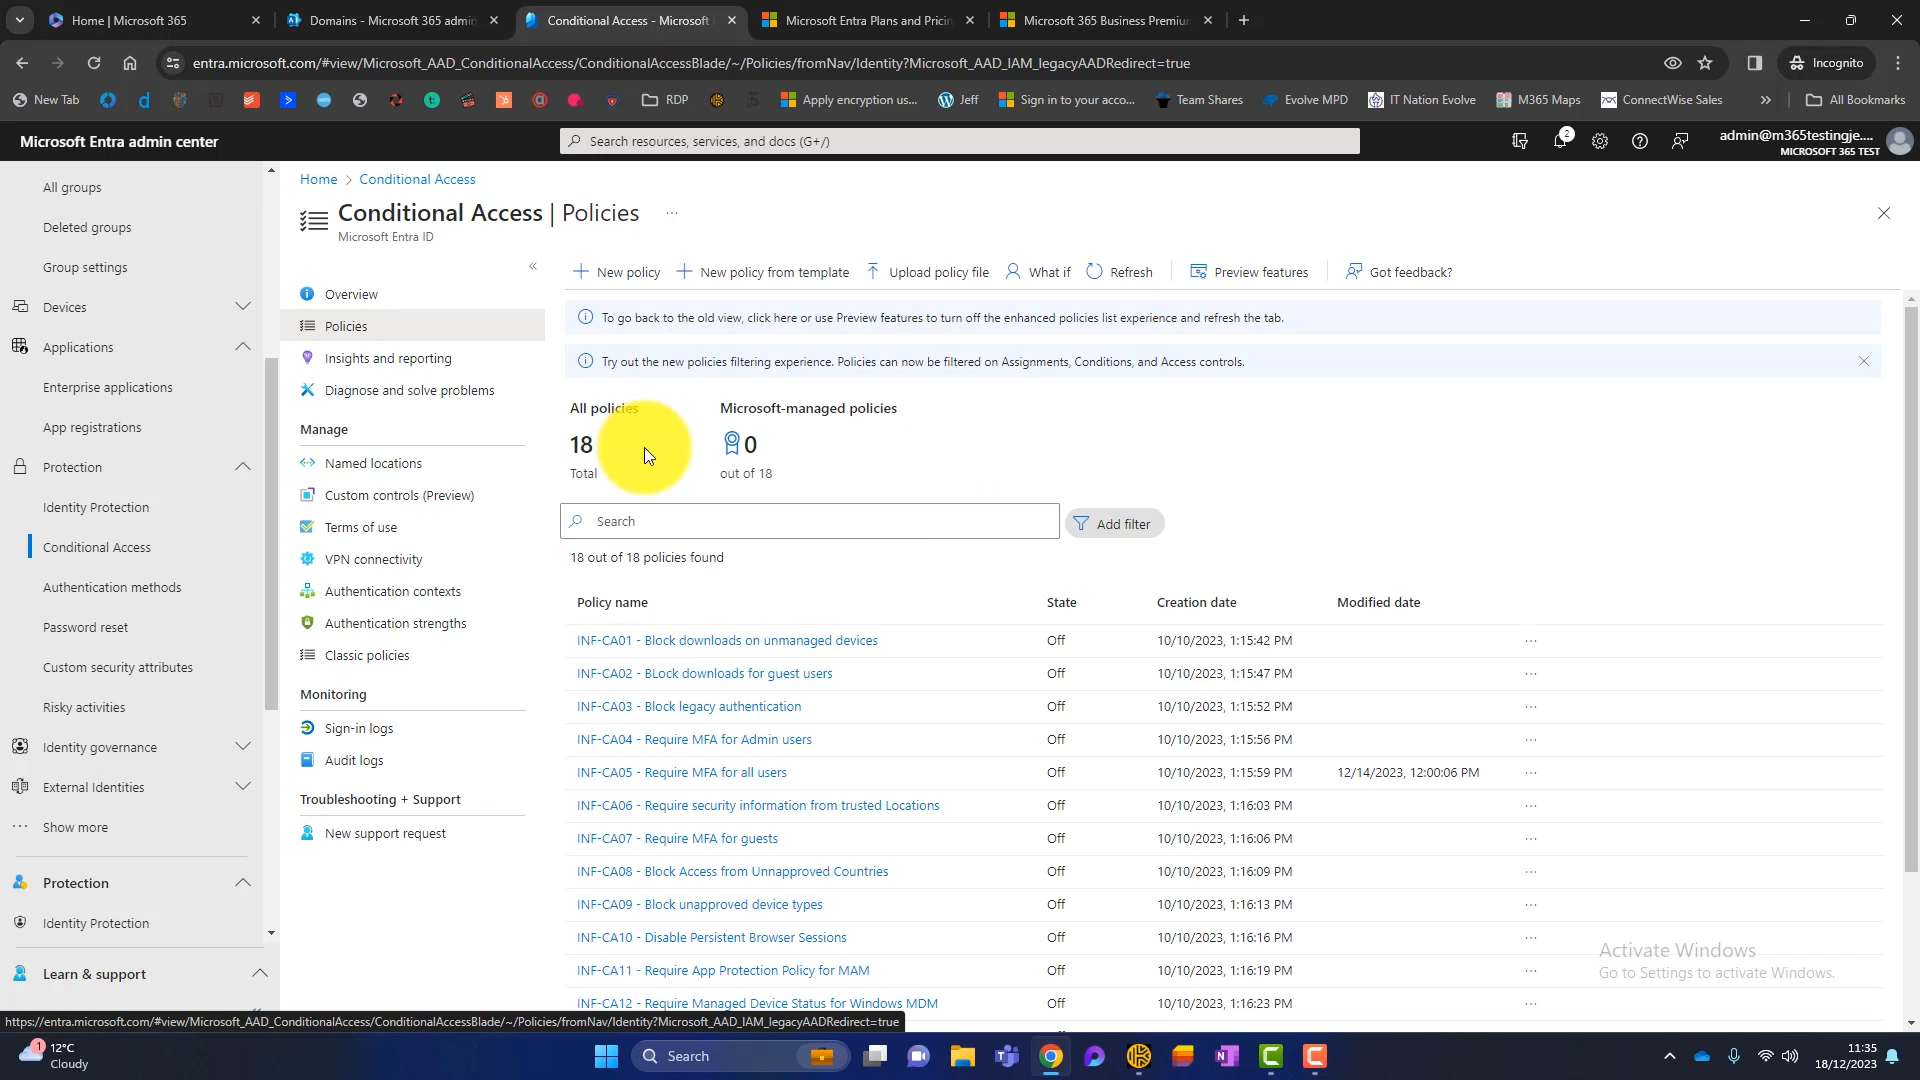 Home | Microsoft 365
Domains - Microsoft 365 admin
Conditional Access - Microsoft
Microsoft Entra Plans and Pricin
Microsoft 365 Business Premiu
entra.microsoft.com/#view/Microsoft_AAD_ConditionalAccess/ConditionalAccessBlade/~/Policies/fromNav/Identity?Microsoft_AAD_IAM_legacyAADRedirect=true
Incognito
New Tab
RDP
Apply encryption us...
Jeff
Sign in to your acco...
Team Shares
Evolve MPD
IT Nation Evolve
M365 Maps
ConnectWise Sales
All Bookmarks
Microsoft Entra admin center
Search resources, services, and docs (G+/)
2
admin@m365testingje....
MICROSOFT 365 TEST
All groups
Deleted groups
Group settings
Devices
Applications
Enterprise applications
App registrations
Protection
Identity Protection
Conditional Access
Authentication methods
Password reset
Custom security attributes
Risky activities
Identity governance
External Identities
Show more
Protection
Identity Protection
Learn & support
Home > Conditional Access
Conditional Access | Policies
Microsoft Entra ID
Overview
Policies
Insights and reporting
Diagnose and solve problems
Manage
Named locations
Custom controls (Preview)
Terms of use
VPN connectivity
Authentication contexts
Authentication strengths
Classic policies
Monitoring
Sign-in logs
Audit logs
Troubleshooting + Support
New support request
New policy
New policy from template
Upload policy file
What if
Refresh
Preview features
Got feedback?
To go back to the old view, click here or use Preview features to turn off the enhanced policies list experience and refresh the tab.
Try out the new policies filtering experience. Policies can now be filtered on Assignments, Conditions, and Access controls.
All policies
18
Total
Microsoft-managed policies
0
out of 18
Search
Add filter
18 out of 18 policies found
Policy name State Creation date Modified date
INF-CA01 - Block downloads on unmanaged devices Off 10/10/2023, 1:15:42 PM
INF-CA02 - BLock downloads for guest users Off 10/10/2023, 1:15:47 PM
INF-CA03 - Block legacy authentication Off 10/10/2023, 1:15:52 PM
INF-CA04 - Require MFA for Admin users Off 10/10/2023, 1:15:56 PM
INF-CA05 - Require MFA for all users Off 10/10/2023, 1:15:59 PM 12/14/2023, 12:00:06 PM
INF-CA06 - Require security information from trusted Locations Off 10/10/2023, 1:16:03 PM
INF-CA07 - Require MFA for guests Off 10/10/2023, 1:16:06 PM
INF-CA08 - Block Access from Unapproved Countries Off 10/10/2023, 1:16:09 PM
INF-CA09 - Block unapproved device types Off 10/10/2023, 1:16:13 PM
INF-CA10 - Disable Persistent Browser Sessions Off 10/10/2023, 1:16:16 PM
INF-CA11 - Require App Protection Policy for MAM Off 10/10/2023, 1:16:19 PM
INF-CA12 - Require Managed Device Status for Windows MDM Off 10/10/2023, 1:16:23 PM
Activate Windows
Go to Settings to activate Windows.
https://entra.microsoft.com/#view/Microsoft_AAD_ConditionalAccess/ConditionalAccessBlade/~/Policies/fromNav/Identity?Microsoft_AAD_IAM_legacyAADRedirect=true
1
12°C
Cloudy
Search
11:35
18/12/2023